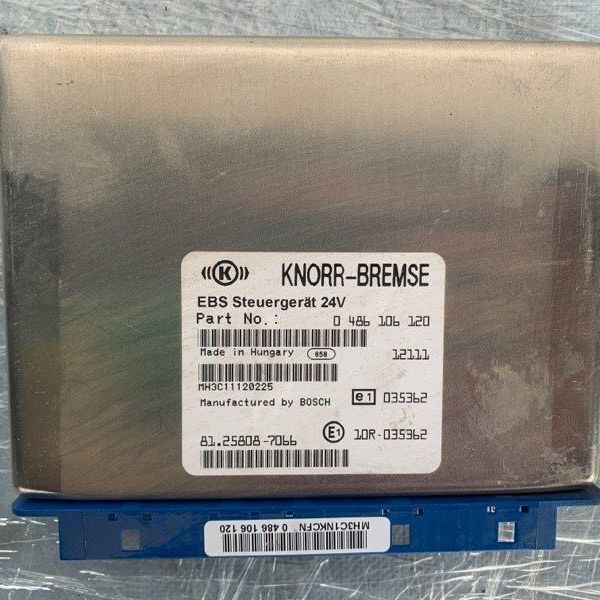 K KNORR-BREMSE
EBS Steuergerät 24V
Part No.: 0 486 106 120
Made in Hungary 658 12111
MH3C11120225
Manufactured by BOSCH e1 035362
81.25808-7066 E1 10R-035362
MH3C1NKCFN 0 486 106 120